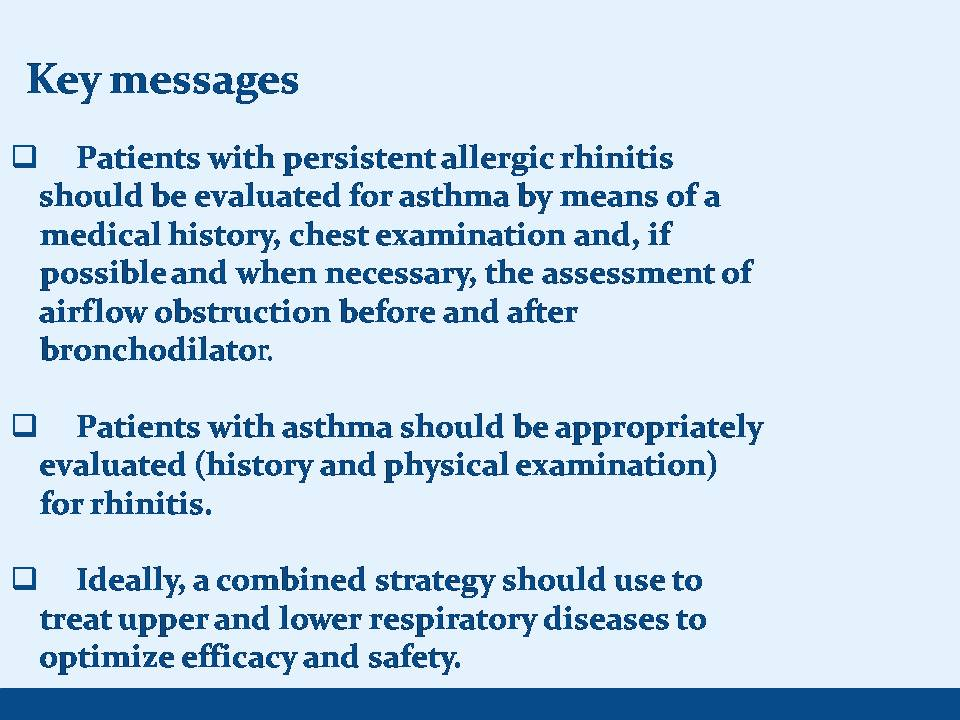 Key messages
Patients with persistent allergic rhinitis
should be evaluated for asthma by means of a
medical history, chest examination and, if
possible and when necessary, the assessment of
airflow obstruction before and after
bronchodilator.
Patients with asthma should be appropriately
evaluated (history and physical examination)
for rhinitis.
Ideally, a combined strategy should use to
treat upper and lower respiratory diseases to
optimize efficacy and safety.